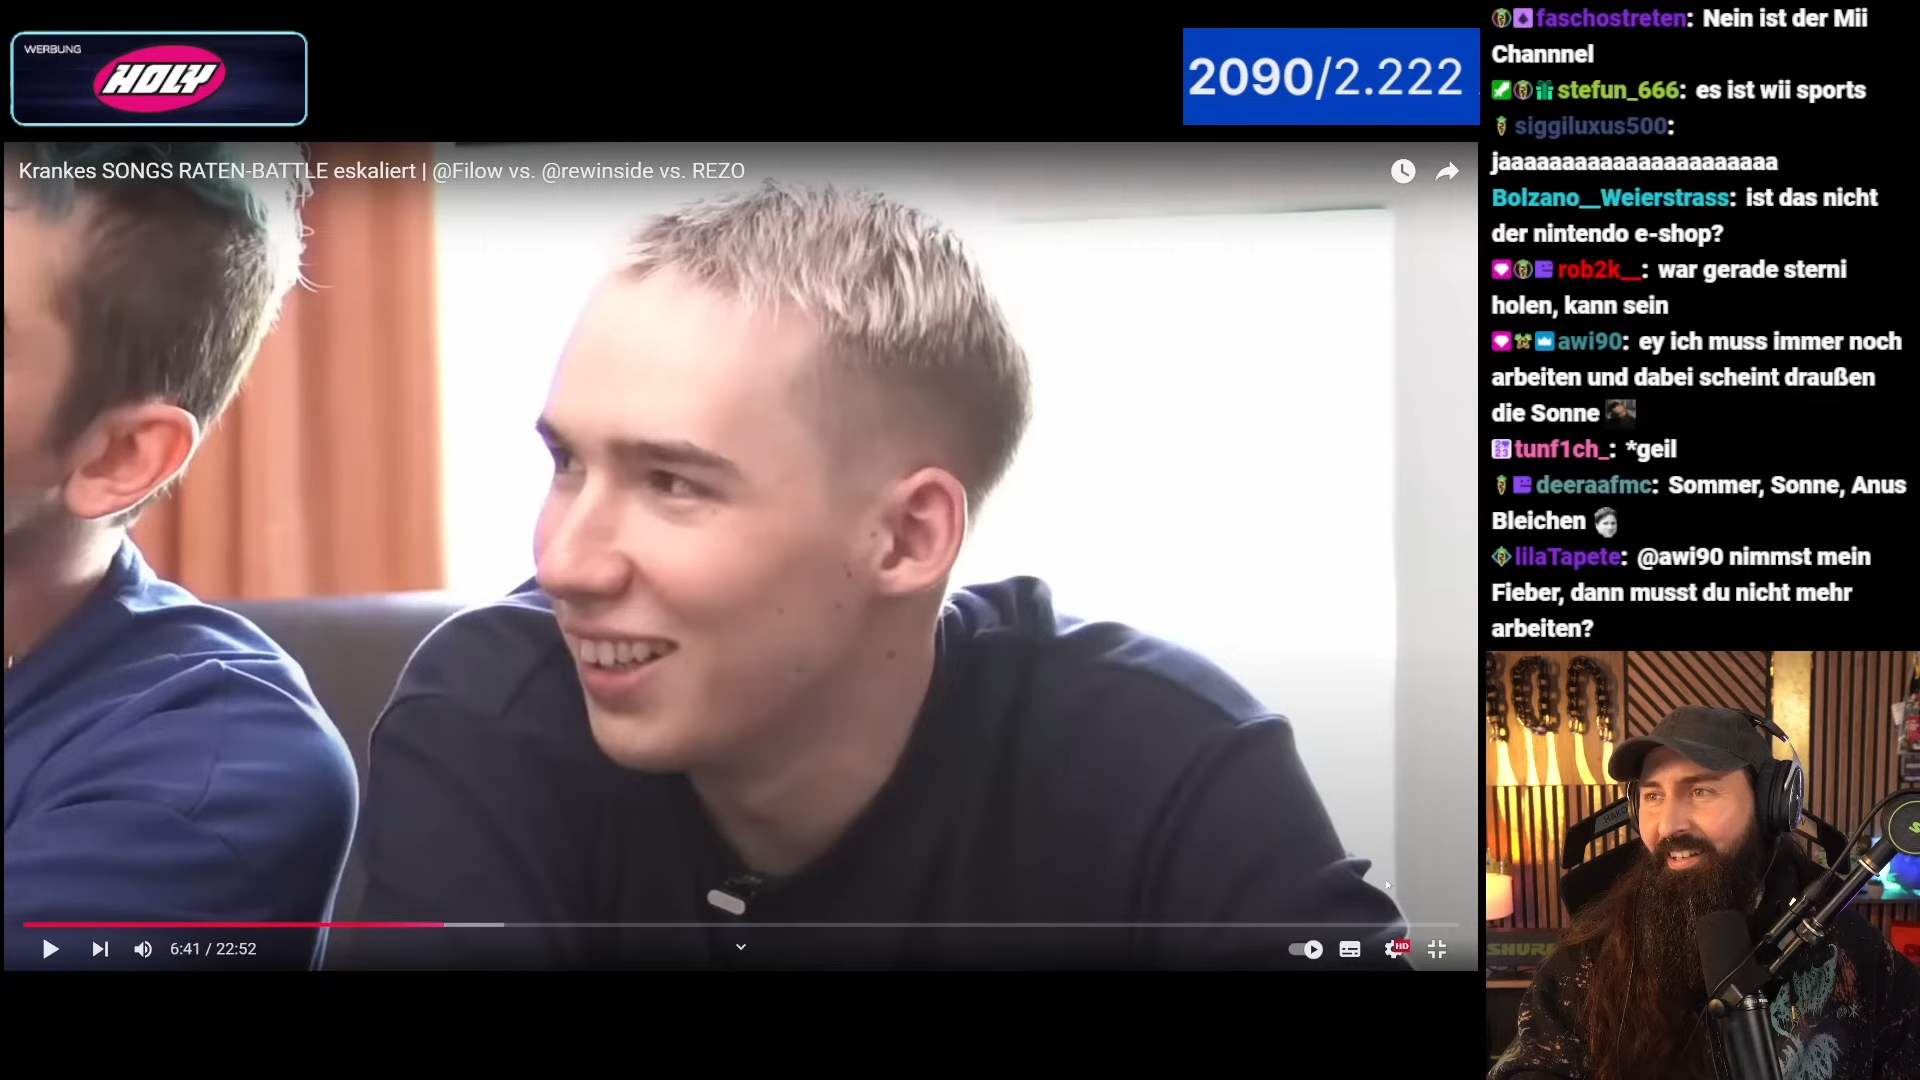 WERBUNG
HOLY
2090/2.222
Krankes SONGS RATEN-BATTLE eskaliert | @Filow vs. @rewinside vs. REZO
6:41 / 22:52
HD
faschostreten: Nein ist der Mii
Channnel
stefun_666: es ist wii sports
siggiluxus500:
jaaaaaaaaaaaaaaaaaaaaa
Bolzano__Weierstrass: ist das nicht
der nintendo e-shop?
rob2k__: war gerade sterni
holen, kann sein
awi90: ey ich muss immer noch
arbeiten und dabei scheint draußen
die Sonne
tunf1ch_: *geil
deeraafmc: Sommer, Sonne, Anus
Bleichen
lilaTapete: @awi90 nimmst mein
Fieber, dann musst du nicht mehr
arbeiten?
SHURE